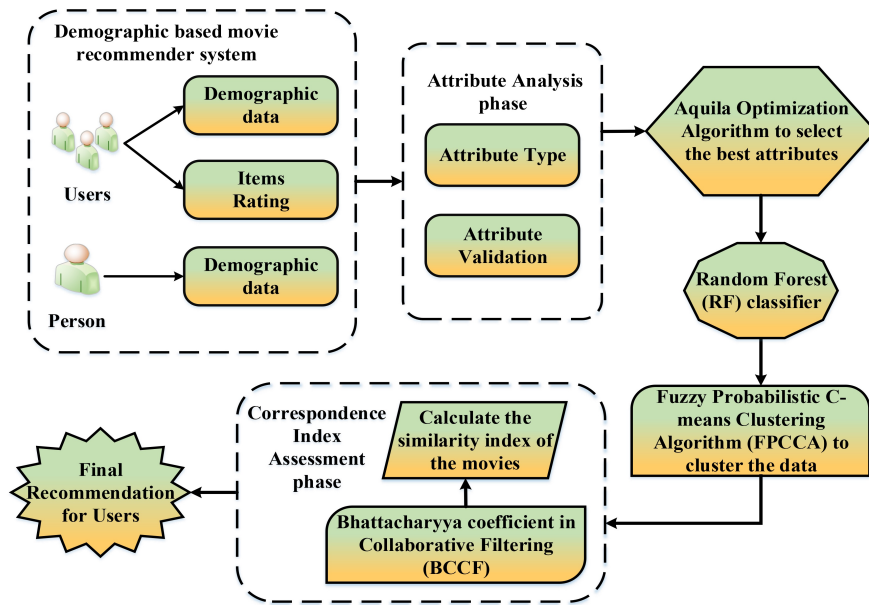 Demographic based movie
recommender system
Demographic
data
Users
Items
Rating
Demographic
data
Person
Attribute Analysis
phase
Attribute Type
Attribute
Validation
Aquila Optimization
Algorithm to select
the best attributes
Random Forest
(RF) classifier
Fuzzy Probabilistic C-
means Clustering
Algorithm (FPCCA) to
cluster the data
Correspondence
Index
Assessment
phase
Calculate the
similarity index of
the movies
Bhattacharyya coefficient in
Collaborative Filtering
(BCCF)
Final
Recommendation
for Users